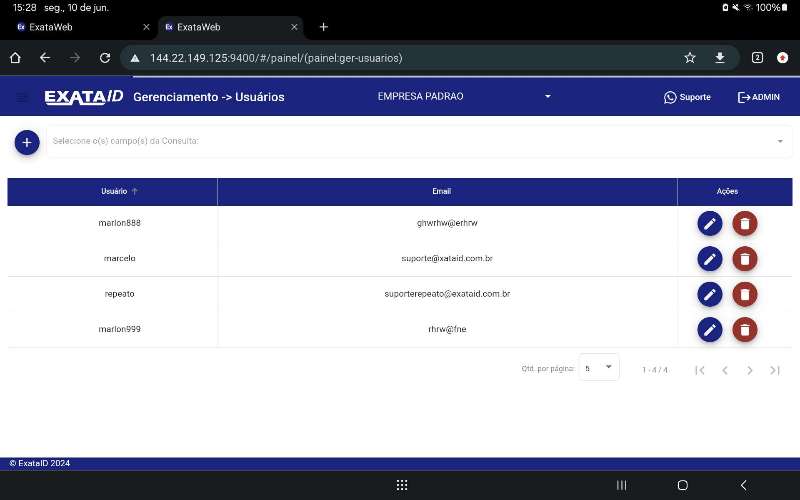 15:28 seg., 10 de jun.
100%
Ex ExataWeb
Ex ExataWeb
144.22.149.125:9400/#/painel/(painel:ger-usuarios)
2
EXATAID Gerenciamento -> Usuários
EMPRESA PADRAO
Suporte
ADMIN
Selecione o(s) campo(s) da Consulta:
Usuário Email Ações
marlon888 ghwrhw@erhrw
marcelo suporte@xataid.com.br
repeato suporterepeato@exataid.com.br
marlon999 rhrw@fne
Qtd. por página: 5 1 - 4 / 4
© ExataID 2024